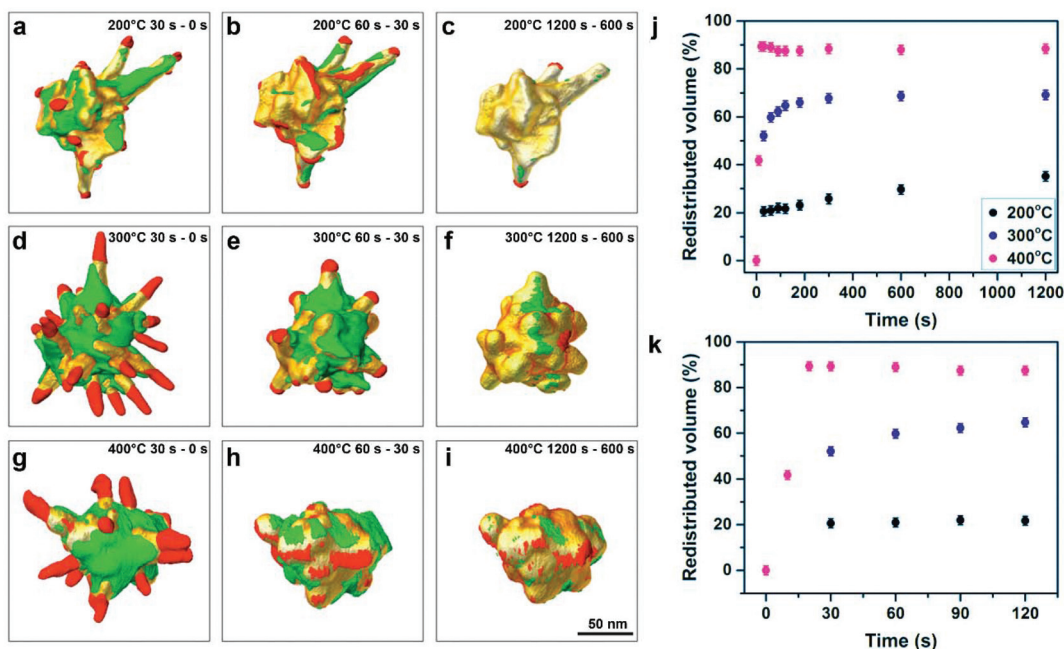 a 200°C 30 s - 0 s
b 200°C 60 s - 30 s
c 200°C 1200 s - 600 s
d 300°C 30 s - 0 s
e 300°C 60 s - 30 s
f 300°C 1200 s - 600 s
g 400°C 30 s - 0 s
h 400°C 60 s - 30 s
i 400°C 1200 s - 600 s
50 nm
j
Redistributed volume (%)
100
80
60
40
20
0
0 200 400 600 800 1000 1200
Time (s)
200°C
300°C
400°C
k
Redistributed volume (%)
100
80
60
40
20
0
0 30 60 90 120
Time (s)